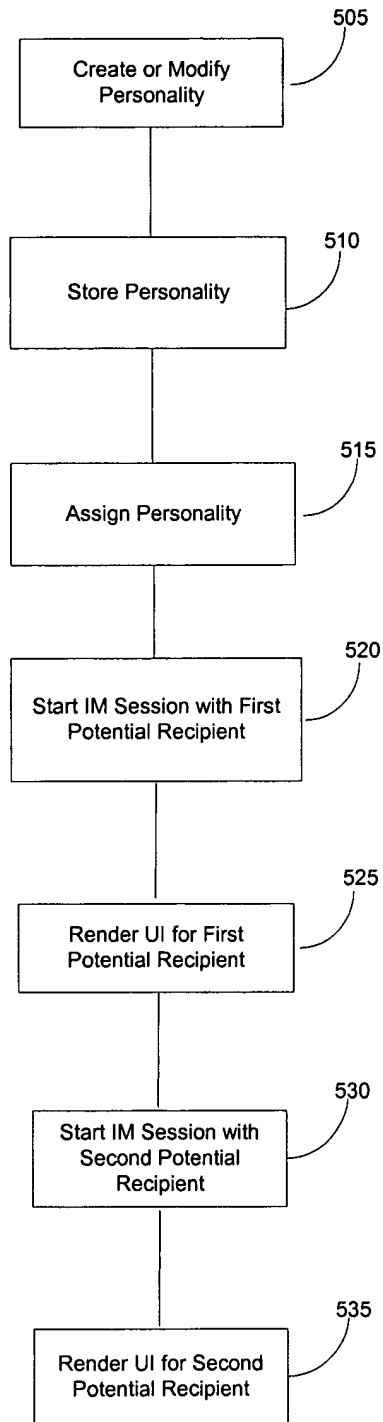 505
Create or Modify
Personality
510
Store Personality
515
Assign Personality
520
Start IM Session with First
Potential Recipient
525
Render UI for First
Potential Recipient
530
Start IM Session with
Second Potential
Recipient
535
Render UI for Second
Potential Recipient